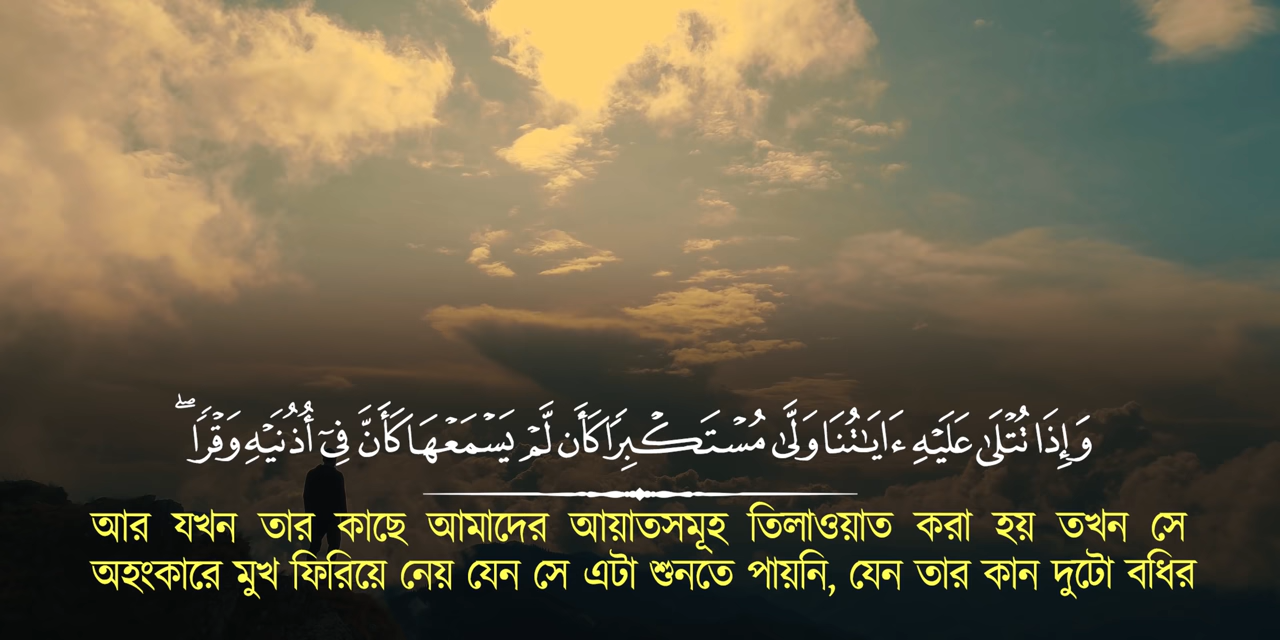 وَإِذَا تُتْلَىٰ عَلَيْهِ ءَايَـٰتُنَا وَلَّىٰ مُسْتَكْبِرًا كَأَن لَّمْ يَسْمَعْهَا كَأَنَّ فِىٓ أُذُنَيْهِ وَقْرًا ۖ
আর যখন তার কাছে আমাদের আয়াতসমূহ তিলাওয়াত করা হয় তখন সে
অহংকারে মুখ ফিরিয়ে নেয় যেন সে এটা শুনতে পায়নি, যেন তার কান দুটো বধির